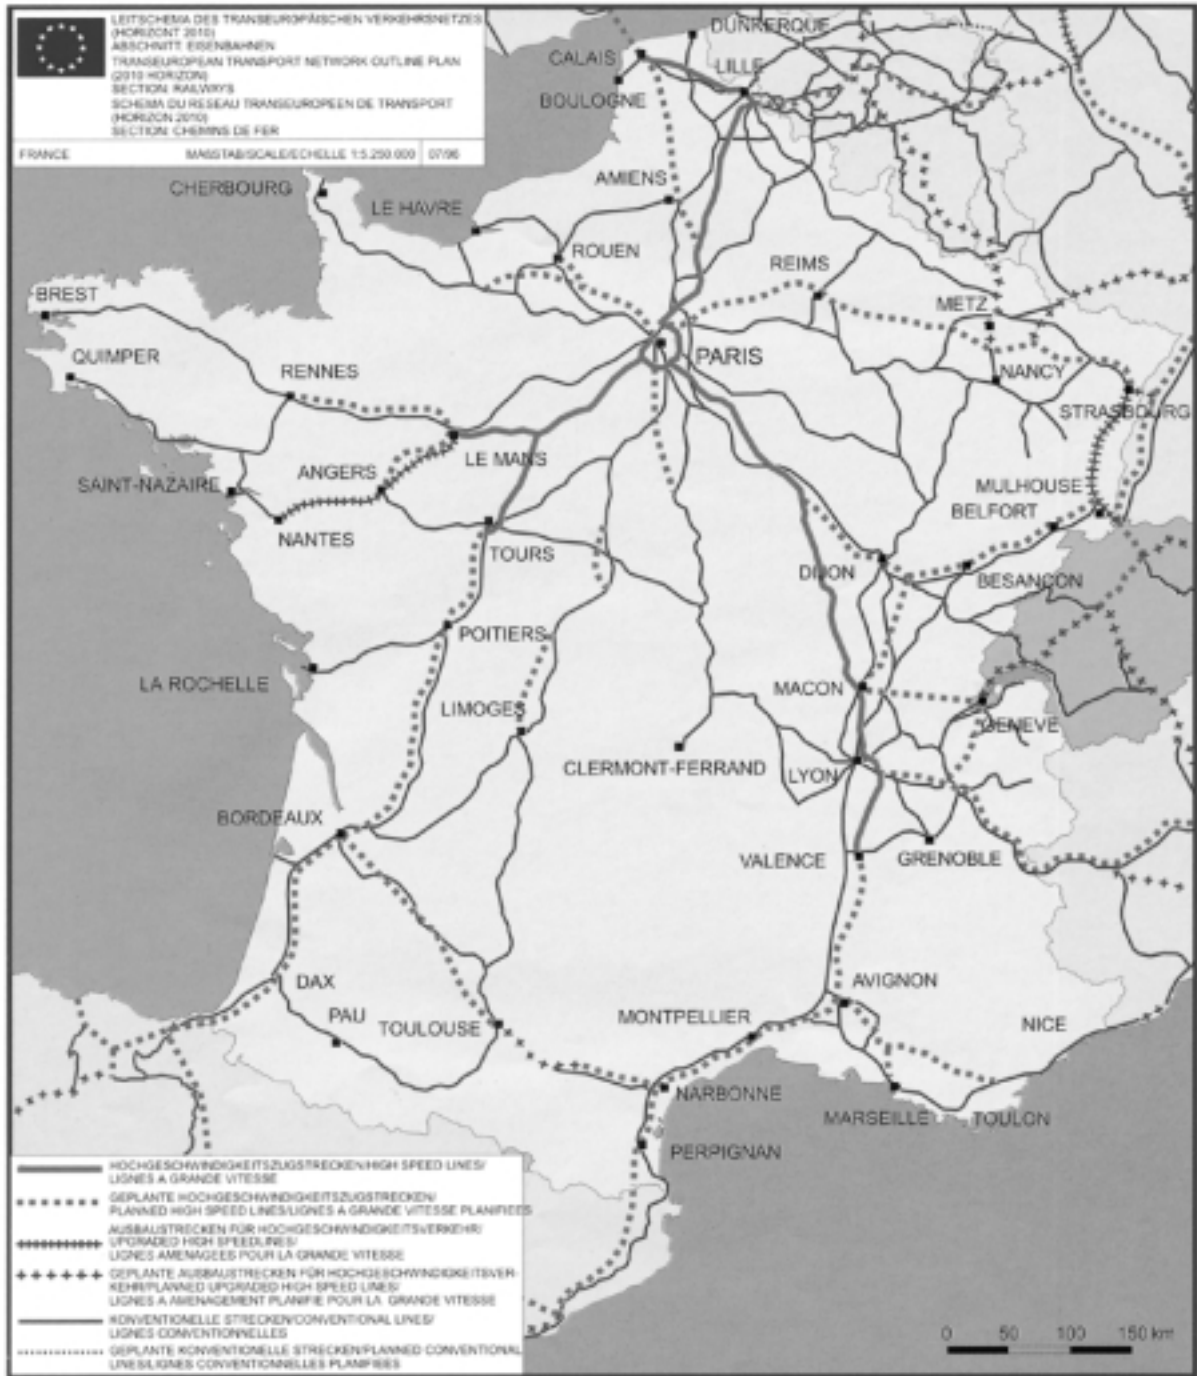 LEITSCHEMA DES TRANSEUROPÄISCHEN VERKEHRSNETZES
(HORIZONT 2010)
ABSCHNITT: EISENBAHNEN
TRANSEUROPEAN TRANSPORT NETWORK OUTLINE PLAN
(2010 HORIZON)
SECTION: RAILWAYS
SCHEMA DU RESEAU TRANSEUROPEEN DE TRANSPORT
(HORIZON 2010)
SECTION: CHEMINS DE FER
FRANCE MASSTAB/SCALE/ECHELLE 1:5.250.000 07/96
DUNKERQUE
CALAIS
LILLE
BOULOGNE
AMIENS
CHERBOURG
LE HAVRE
ROUEN
REIMS
BREST
METZ
QUIMPER
PARIS
RENNES
NANCY
STRASBOURG
LE MANS
ANGERS
SAINT-NAZAIRE
MULHOUSE
BELFORT
NANTES
TOURS
DIJON
BESANCON
POITIERS
LA ROCHELLE
MACON
LIMOGES
GENEVE
CLERMONT-FERRAND
LYON
BORDEAUX
VALENCE
GRENOBLE
DAX
AVIGNON
PAU
TOULOUSE
MONTPELLIER
NICE
NARBONNE
MARSEILLE
TOULON
PERPIGNAN
HOCHGESCHWINDIGKEITSZUGSTRECKEN/HIGH SPEED LINES/
LIGNES A GRANDE VITESSE
GEPLANTE HOCHGESCHWINDIGKEITSZUGSTRECKEN/
PLANNED HIGH SPEED LINES/LIGNES A GRANDE VITESSE PLANIFIEES
AUSBAUSTRECKEN FÜR HOCHGESCHWINDIGKEITSVERKEHR/
UPGRADED HIGH SPEEDLINES/
LIGNES AMENAGEES POUR LA GRANDE VITESSE
GEPLANTE AUSBAUSTRECKEN FÜR HOCHGESCHWINDIGKEITSVER-
KEHR/PLANNED UPGRADED HIGH SPEED LINES/
LIGNES A AMENAGEMENT PLANIFIE POUR LA GRANDE VITESSE
KONVENTIONELLE STRECKEN/CONVENTIONAL LINES/
LIGNES CONVENTIONNELLES
GEPLANTE KONVENTIONELLE STRECKEN/PLANNED CONVENTIONAL
LINES/LIGNES CONVENTIONNELLES PLANIFIEES
0 50 100 150 km